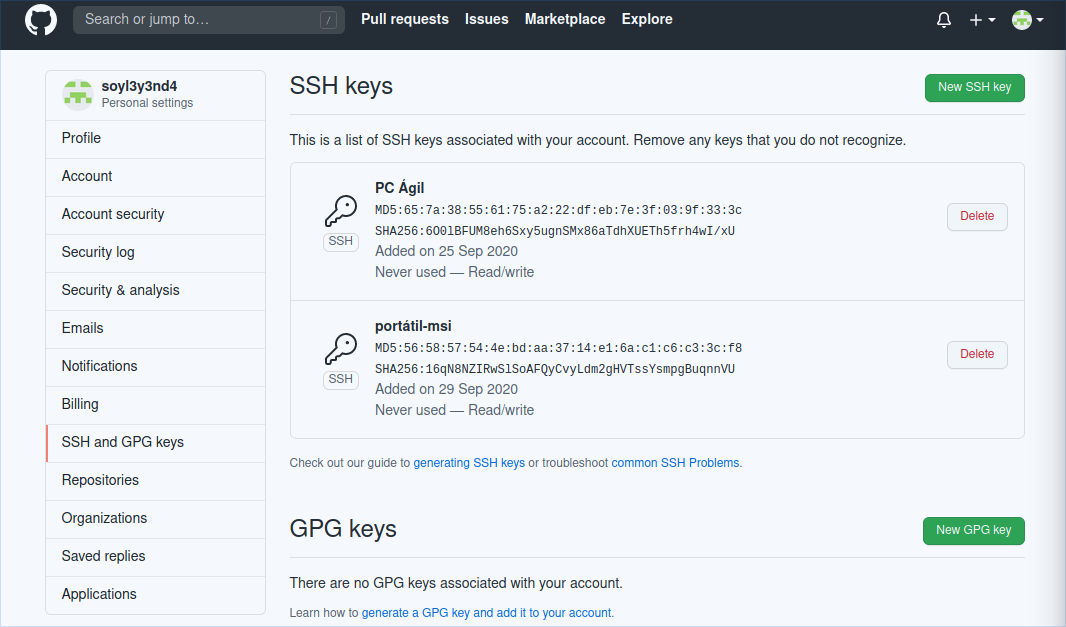 Search or jump to…
/
Pull requests
Issues
Marketplace
Explore
soyl3y3nd4
Personal settings
Profile
Account
Account security
Security log
Security & analysis
Emails
Notifications
Billing
SSH and GPG keys
Repositories
Organizations
Saved replies
Applications
SSH keys
New SSH key
This is a list of SSH keys associated with your account. Remove any keys that you do not recognize.
SSH
PC Ágil
MD5:65:7a:38:55:61:75:a2:22:df:eb:7e:3f:03:9f:33:3c
SHA256:6O0lBFUM8eh6Sxy5ugnSMx86aTdhXUETh5frh4wI/xU
Added on 25 Sep 2020
Never used — Read/write
Delete
SSH
portátil-msi
MD5:56:58:57:54:4e:bd:aa:37:14:e1:6a:c1:c6:c3:3c:f8
SHA256:16qN8NZIRwSlSoAFQyCvyLdm2gHVTssYsmpgBuqnnVU
Added on 29 Sep 2020
Never used — Read/write
Delete
Check out our guide to generating SSH keys or troubleshoot common SSH Problems.
GPG keys
New GPG key
There are no GPG keys associated with your account.
Learn how to generate a GPG key and add it to your account.